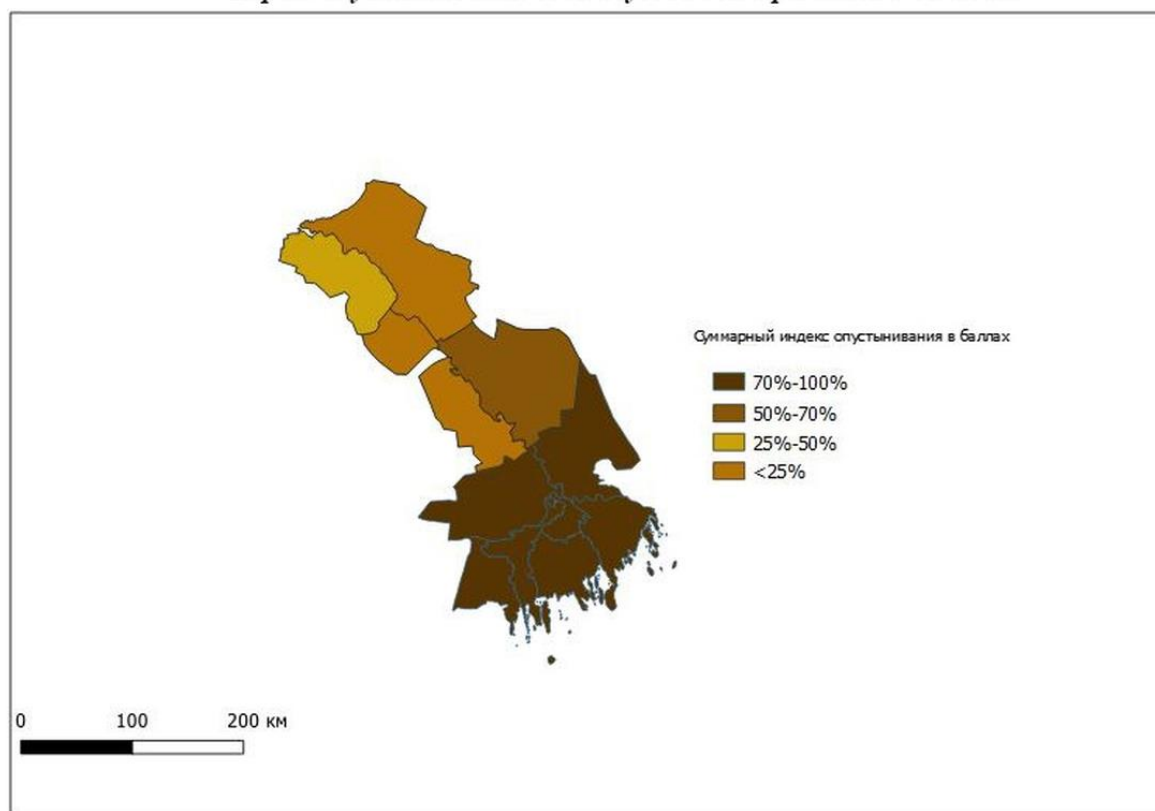 Суммарный индекс опустынивания в баллах
70%-100%
50%-70%
25%-50%
<25%
0 100 200 км